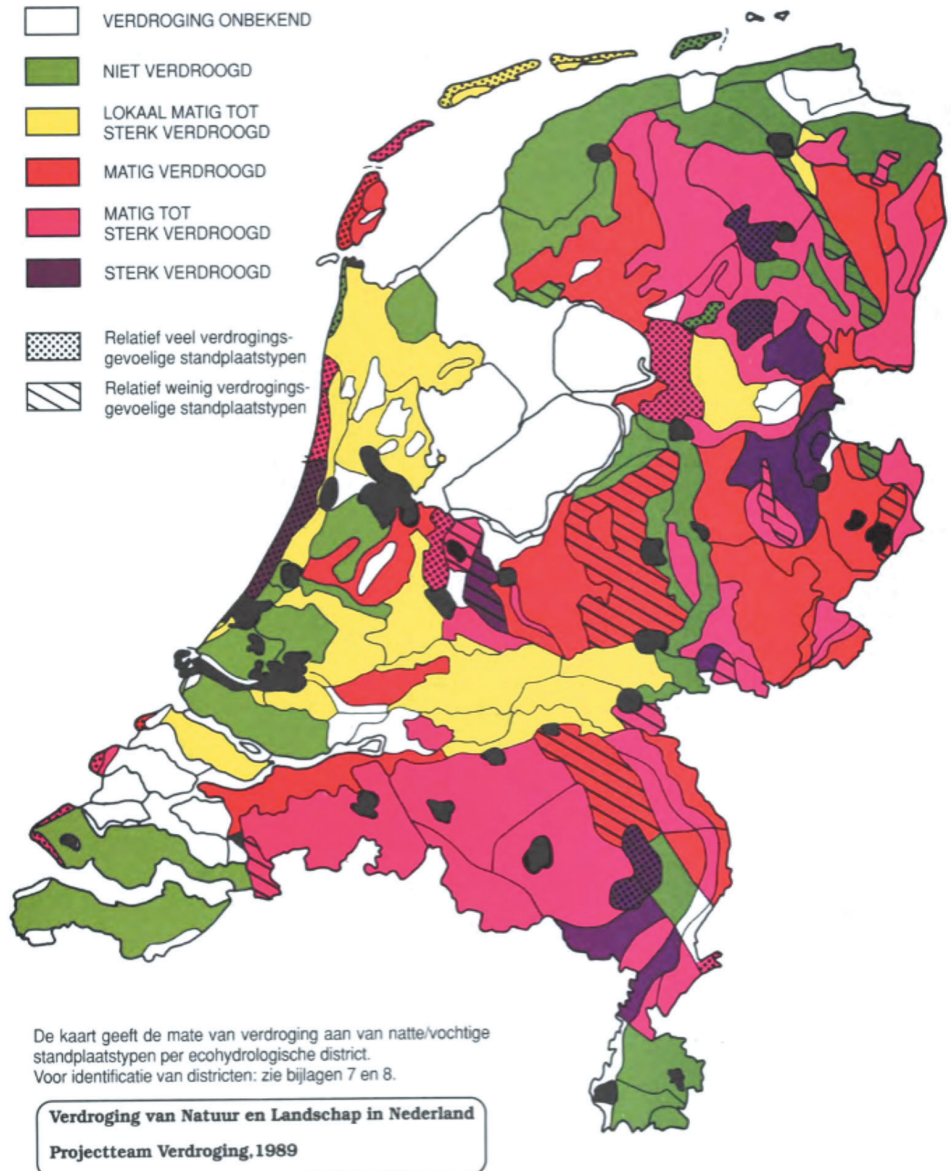 VERDROGING ONBEKEND
NIET VERDROOGD
LOKAAL MATIG TOT
STERK VERDROOGD
MATIG VERDROOGD
MATIG TOT
STERK VERDROOGD
STERK VERDROOGD
Relatief veel verdrogings-
gevoelige standplaatstypen
Relatief weinig verdrogings-
gevoelige standplaatstypen
De kaart geeft de mate van verdroging aan van natte/vochtige
standplaatstypen per ecohydrologische district.
Voor identificatie van districten: zie bijlagen 7 en 8.
Verdroging van Natuur en Landschap in Nederland
Projectteam Verdroging,1989